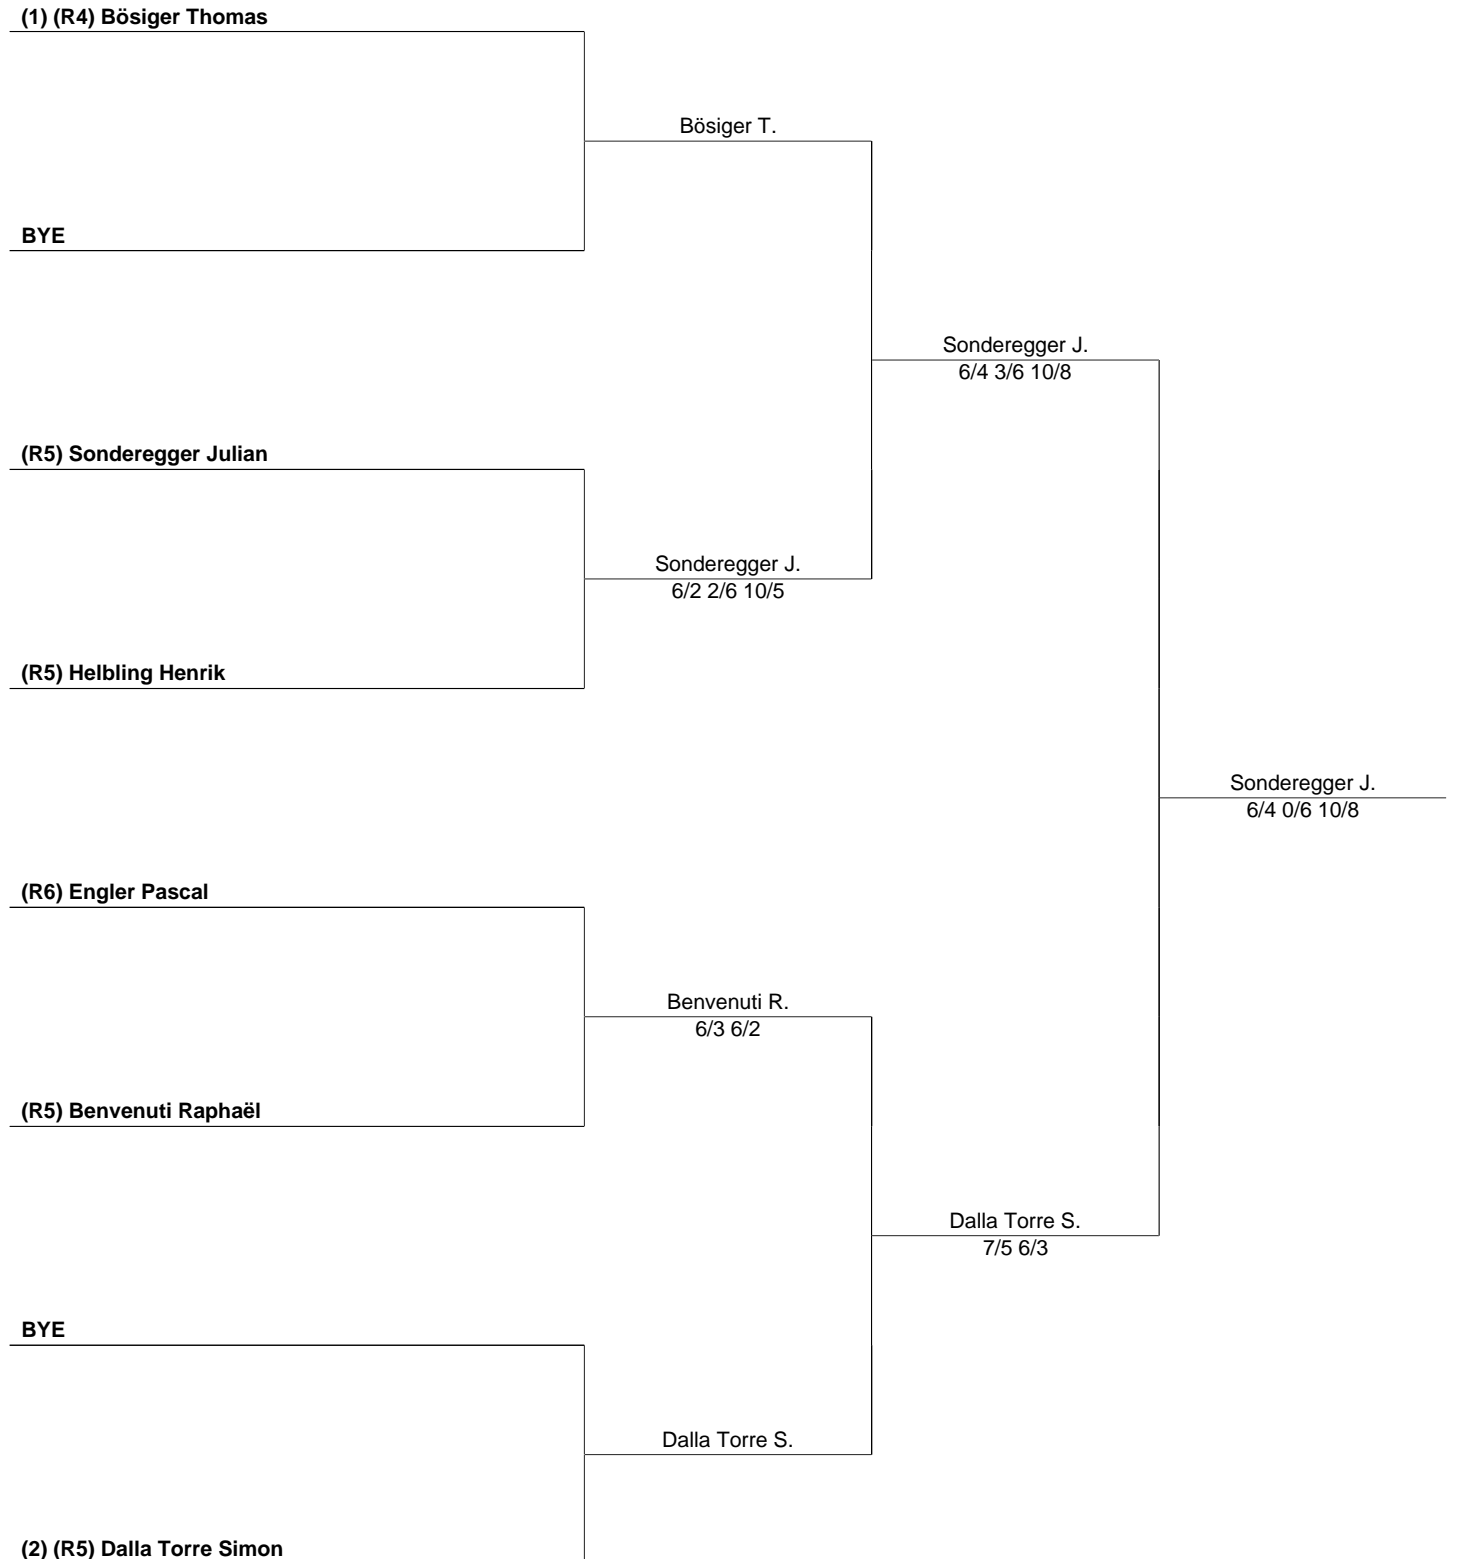 (1) (R4) Bösiger Thomas
Bösiger T.
BYE
Sonderegger J.
6/4 3/6 10/8
(R5) Sonderegger Julian
Sonderegger J.
6/2 2/6 10/5
(R5) Helbling Henrik
Sonderegger J.
6/4 0/6 10/8
(R6) Engler Pascal
Benvenuti R.
6/3 6/2
(R5) Benvenuti Raphaël
Dalla Torre S.
7/5 6/3
BYE
Dalla Torre S.
(2) (R5) Dalla Torre Simon